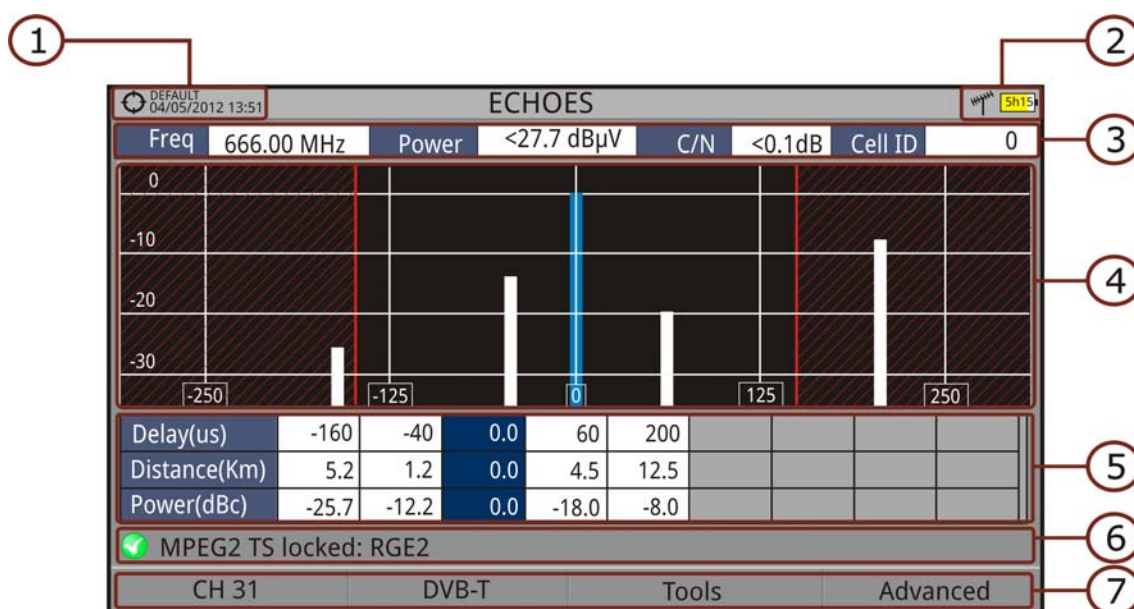 1
2
DEFAULT
04/05/2012 13:51
ECHOES
5h15
Freq 666.00 MHz Power <27.7 dBµV C/N <0.1dB Cell ID 0
3
0
-10
-20
-30
4
-250 -125 0 125 250
Delay(us) -160 -40 0.0 60 200
Distance(Km) 5.2 1.2 0.0 4.5 12.5
5
Power(dBc) -25.7 -12.2 0.0 -18.0 -8.0
MPEG2 TS locked: RGE2
6
CH 31 DVB-T Tools Advanced
7